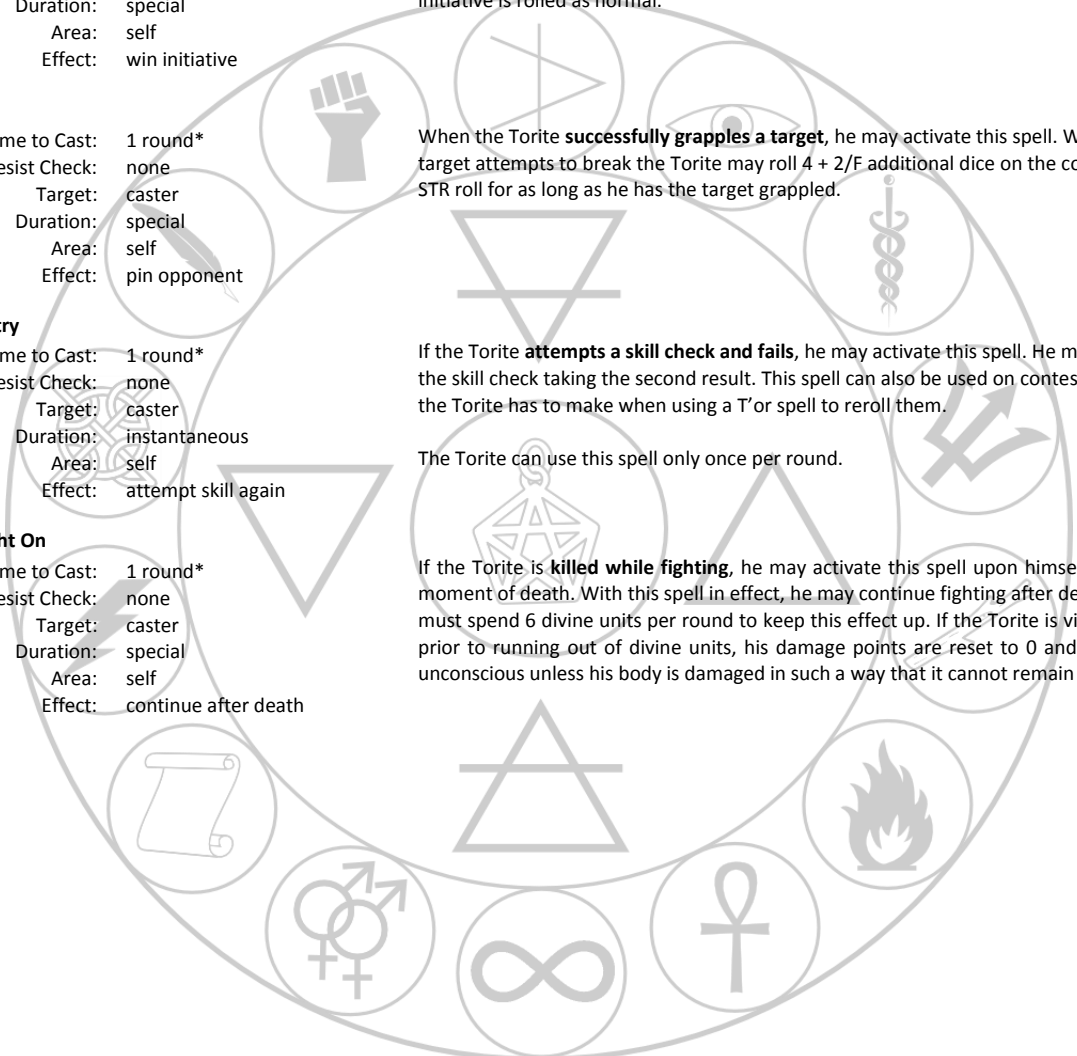 Duration: special
Area: self
Effect: win initiative
initiative is rolled as normal.
me to Cast: 1 round*
esist Check: none
Target: caster
Duration: special
Area: self
Effect: pin opponent
When the Torite successfully grapples a target, he may activate this spell. W
target attempts to break the Torite may roll 4 + 2/F additional dice on the co
STR roll for as long as he has the target grappled.
try
me to Cast: 1 round*
esist Check: none
Target: caster
Duration: instantaneous
Area: self
Effect: attempt skill again
If the Torite attempts a skill check and fails, he may activate this spell. He m
the skill check taking the second result. This spell can also be used on contes
the Torite has to make when using a T’or spell to reroll them.
The Torite can use this spell only once per round.
ht On
me to Cast: 1 round*
esist Check: none
Target: caster
Duration: special
Area: self
Effect: continue after death
If the Torite is killed while fighting, he may activate this spell upon himse
moment of death. With this spell in effect, he may continue fighting after de
must spend 6 divine units per round to keep this effect up. If the Torite is vi
prior to running out of divine units, his damage points are reset to 0 and
unconscious unless his body is damaged in such a way that it cannot remain